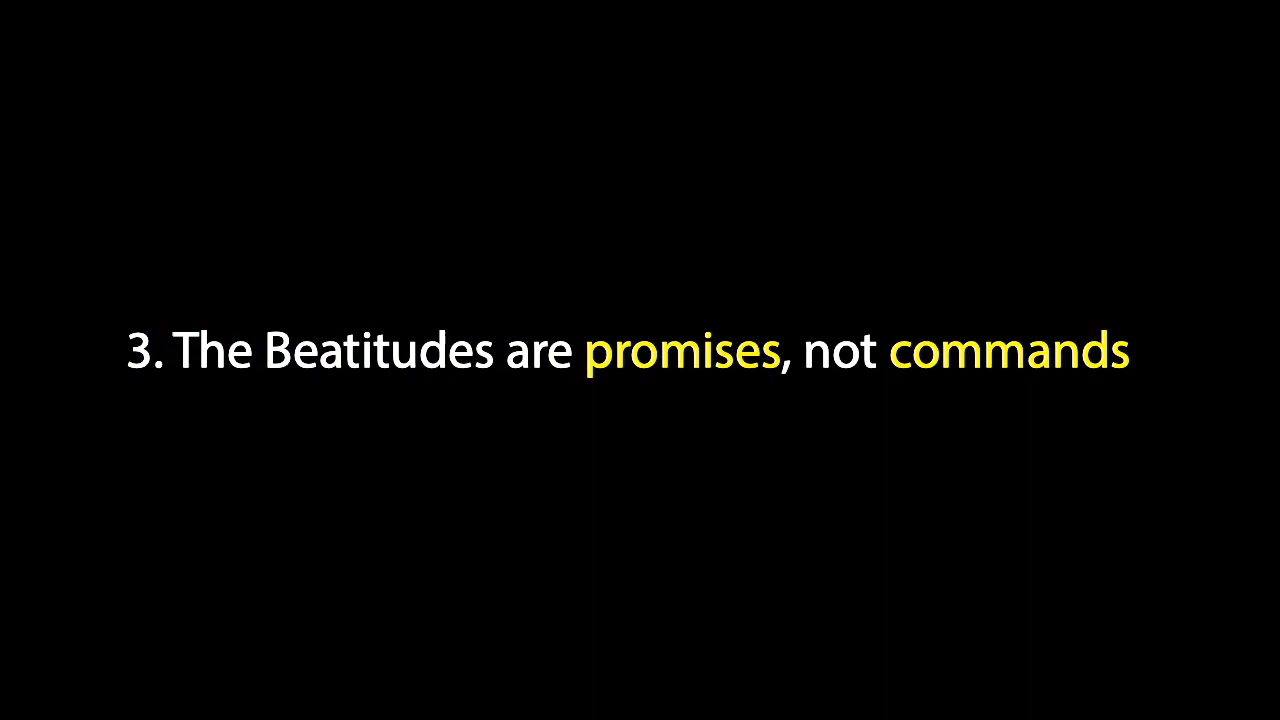 3. The Beatitudes are promises, not commands